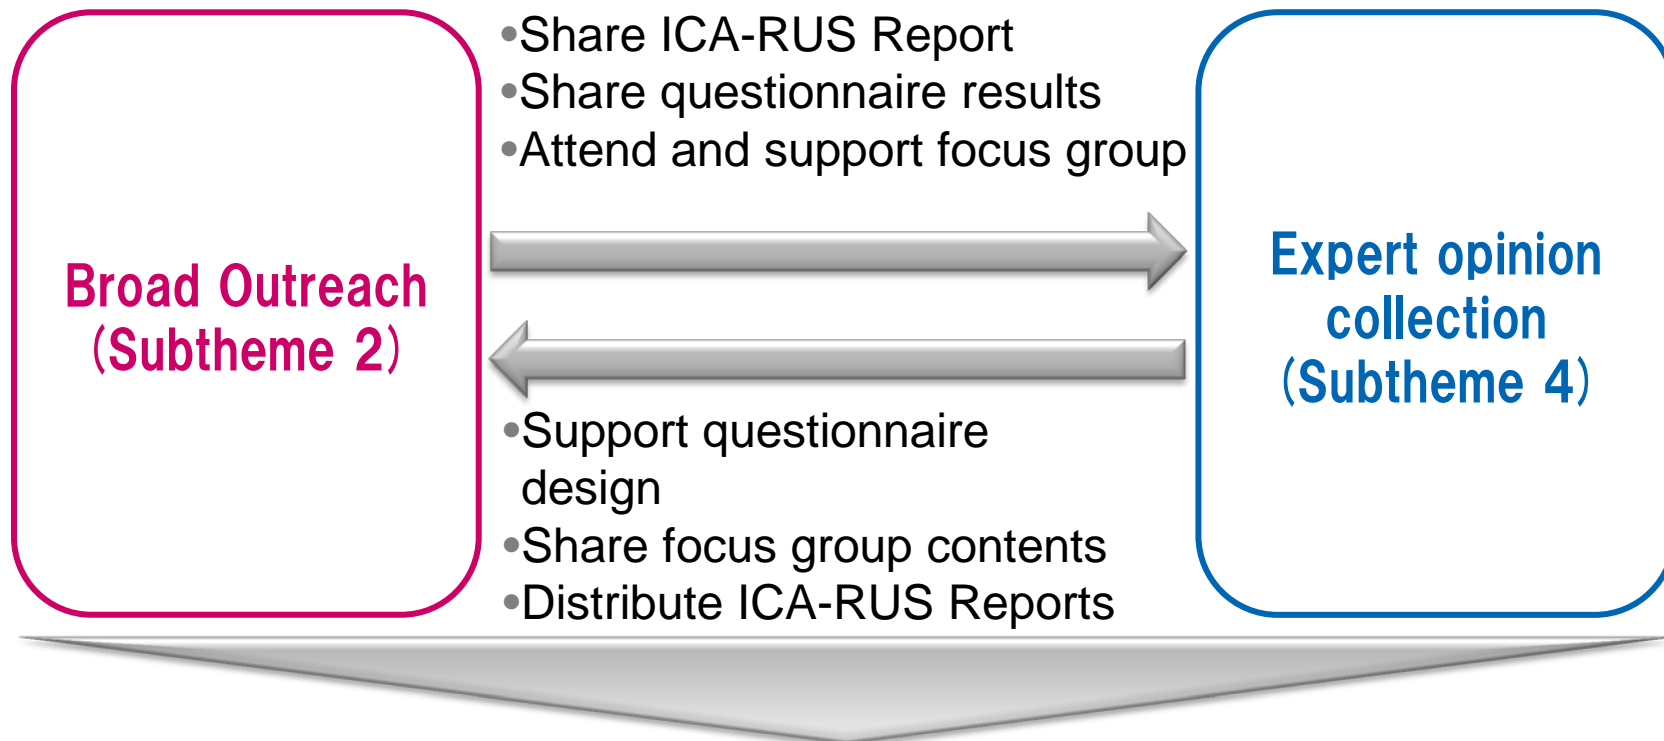 Broad Outreach
(Subtheme 2)
•Share ICA-RUS Report
•Share questionnaire results
•Attend and support focus group
•Support questionnaire
design
•Share focus group contents
•Distribute ICA-RUS Reports
Expert opinion
collection
(Subtheme 4)